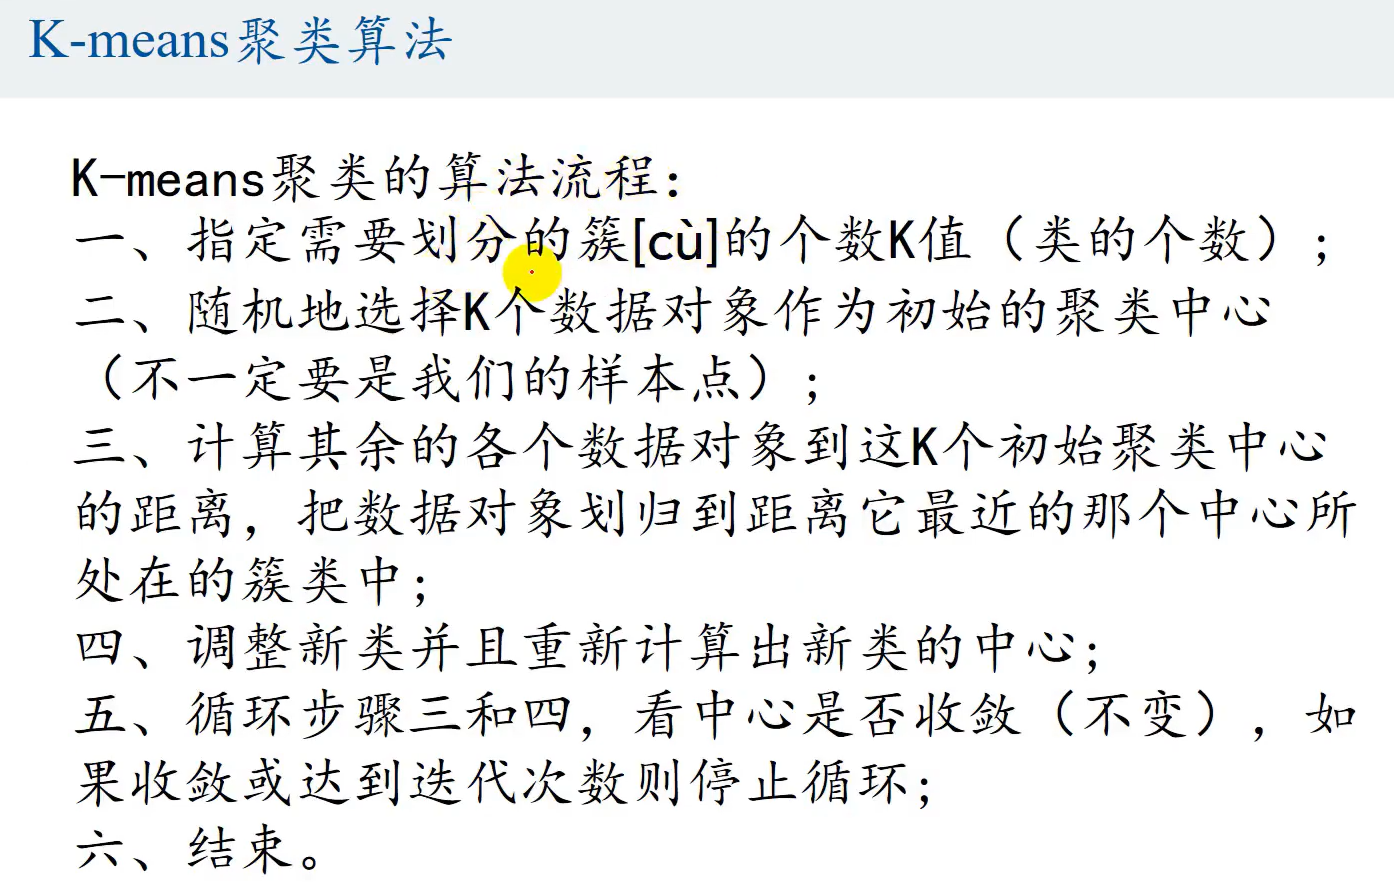 K-means聚类算法
K-means聚类的算法流程：
一、指定需要划分的簇[cù]的个数K值（类的个数）；
二、随机地选择K个数据对象作为初始的聚类中心
（不一定要是我们的样本点）；
三、计算其余的各个数据对象到这K个初始聚类中心
的距离，把数据对象划归到距离它最近的那个中心所
处在的簇类中；
四、调整新类并且重新计算出新类的中心；
五、循环步骤三和四，看中心是否收敛（不变），如
果收敛或达到迭代次数则停止循环；
六、结束。